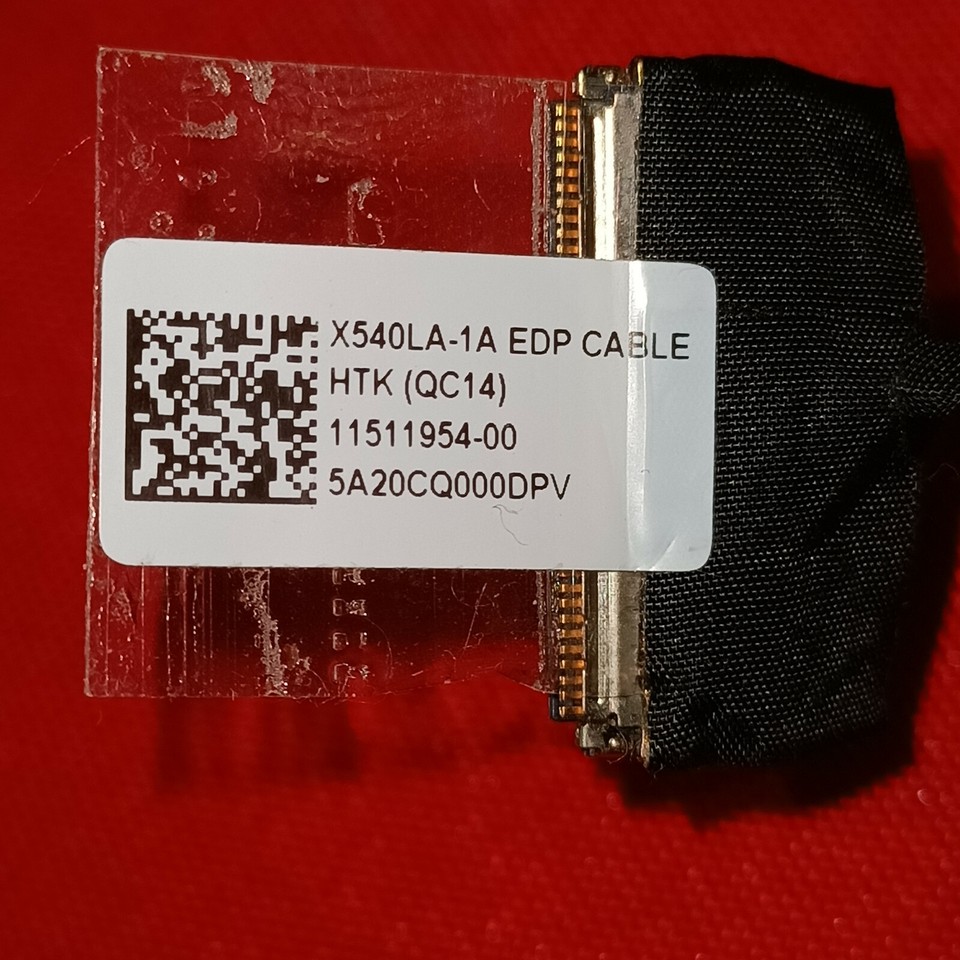 X540LA-1A EDP CABLE
HTK (QC14)
11511954-00
5A20CQ000DPV